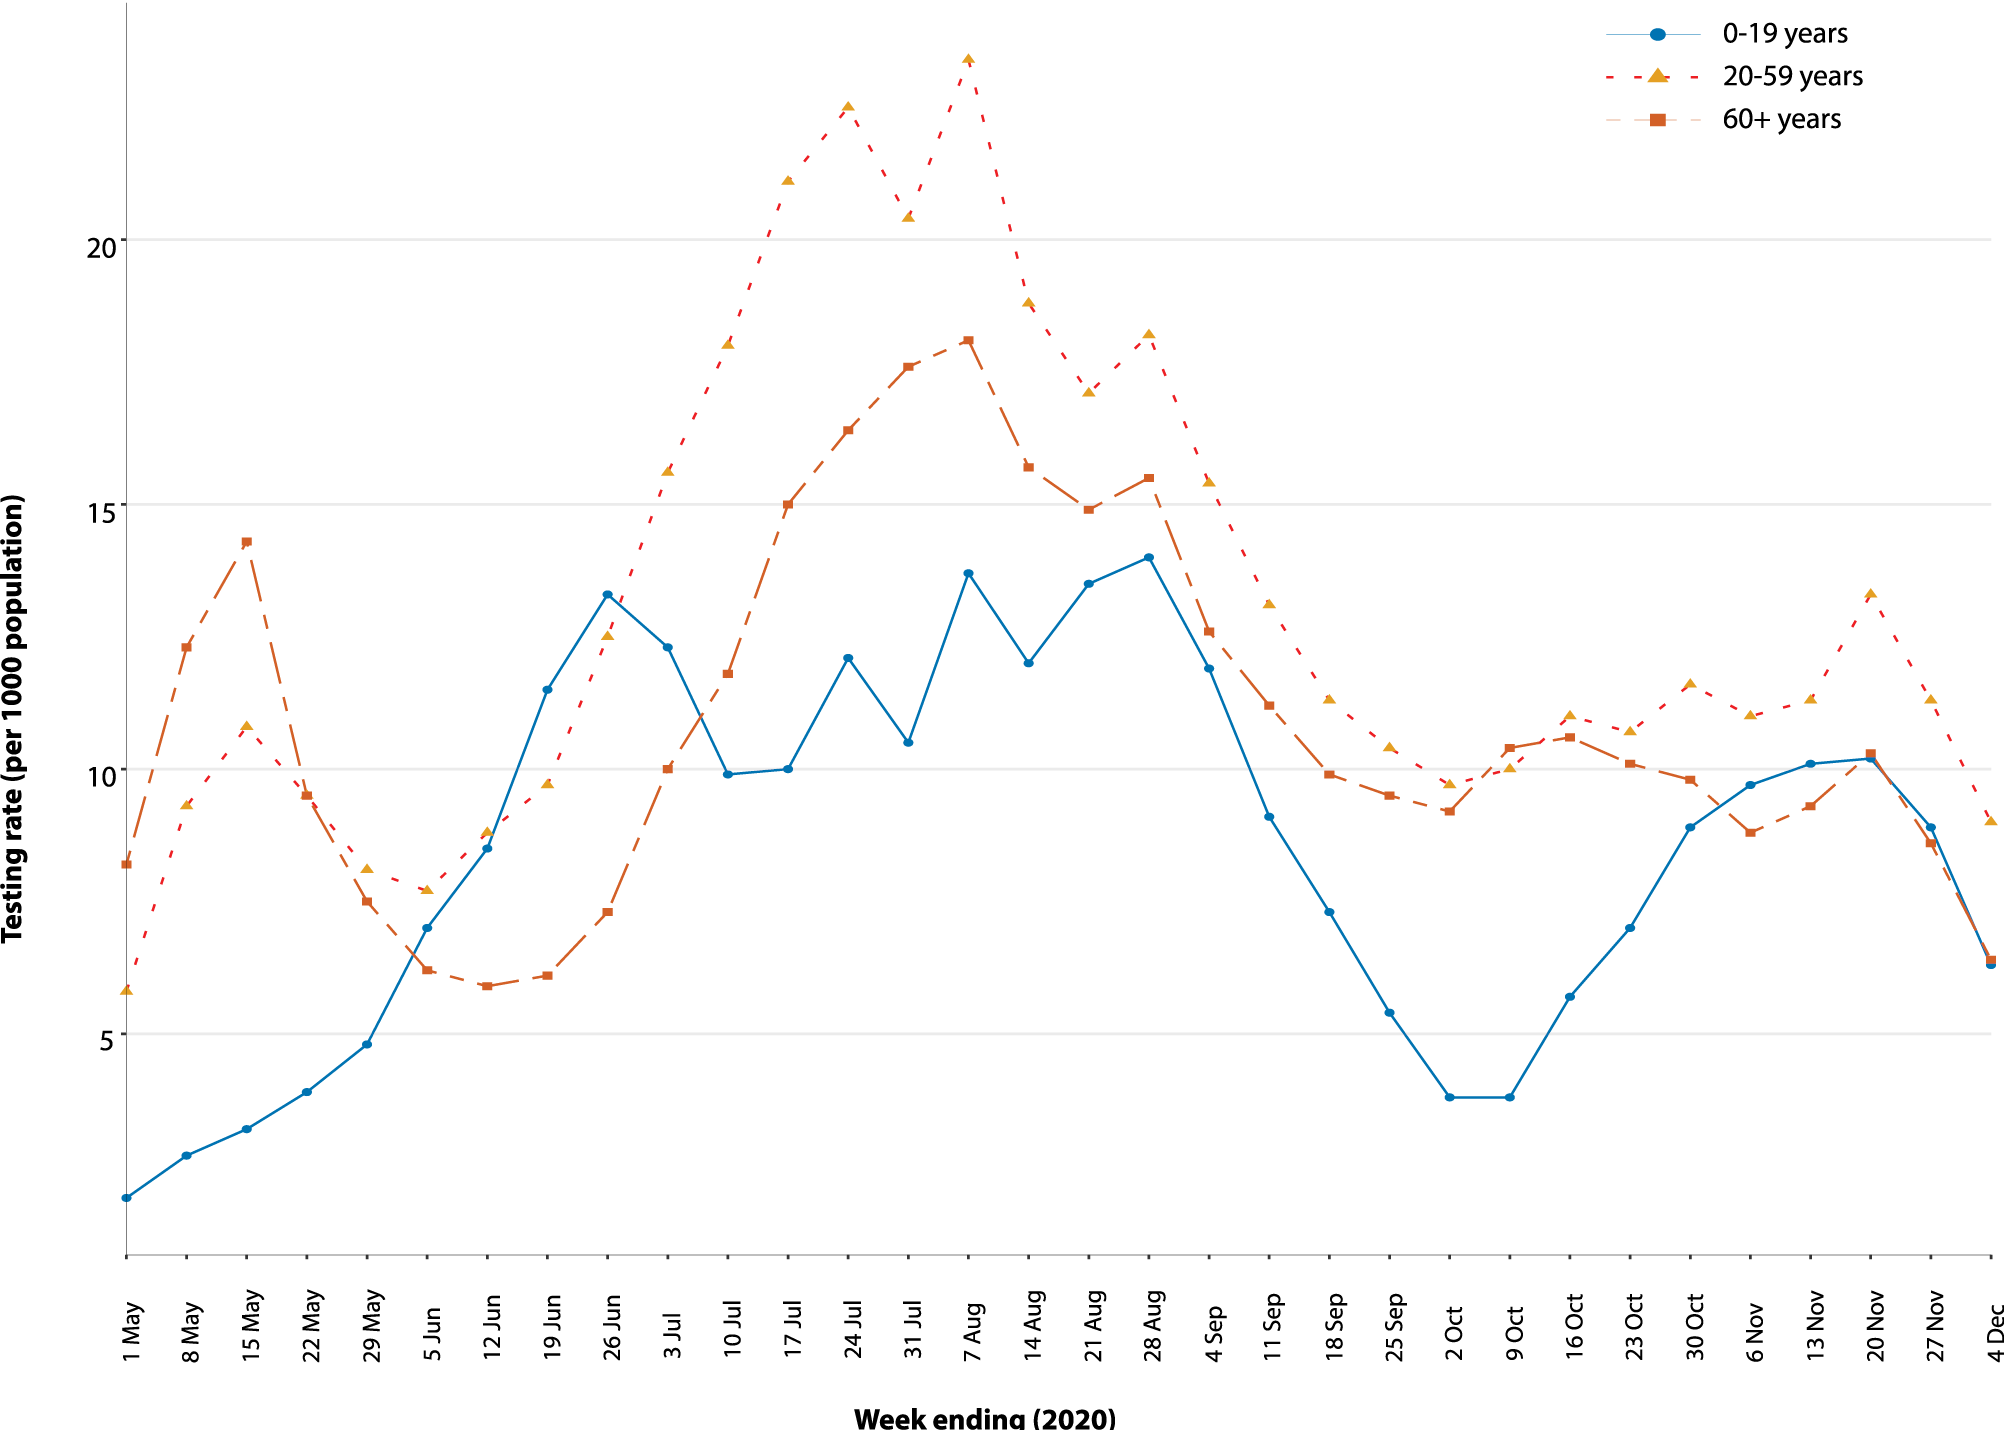 0-19 years
20-59 years
60+ years
Testing rate (per 1000 population)
20
15
10
5
1 May
8 May
15 May
22 May
29 May
5 Jun
12 Jun
19 Jun
26 Jun
3 Jul
10 Jul
17 Jul
24 Jul
31 Jul
7 Aug
14 Aug
21 Aug
28 Aug
4 Sep
11 Sep
18 Sep
25 Sep
2 Oct
9 Oct
16 Oct
23 Oct
30 Oct
6 Nov
13 Nov
20 Nov
27 Nov
4 Dec
Week ending (2020)